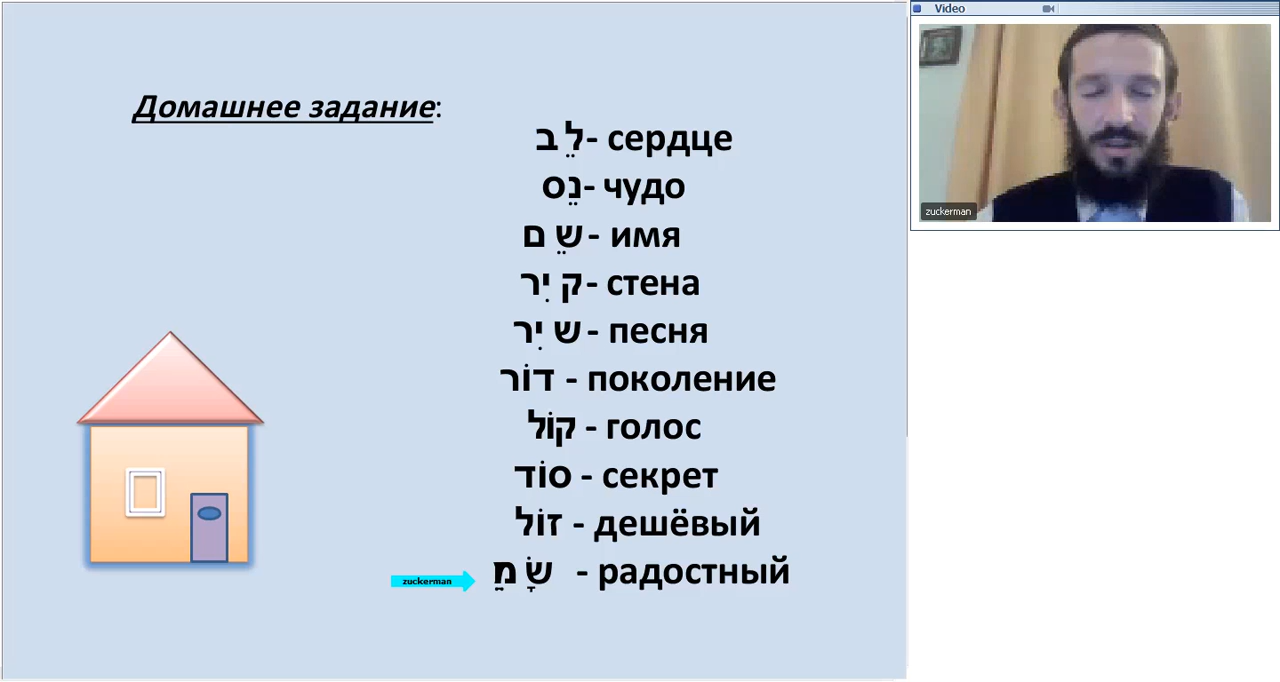 Video
Домашнее задание:
לֵב - сердце
נֵס - чудо
שֵם - имя
קִיר - стена
שִיר - песня
דוֹר - поколение
קוֹל - голос
סוֹד - секрет
זוֹל - дешёвый
שָׂמֵ - радостный
zuckerman
zuckerman